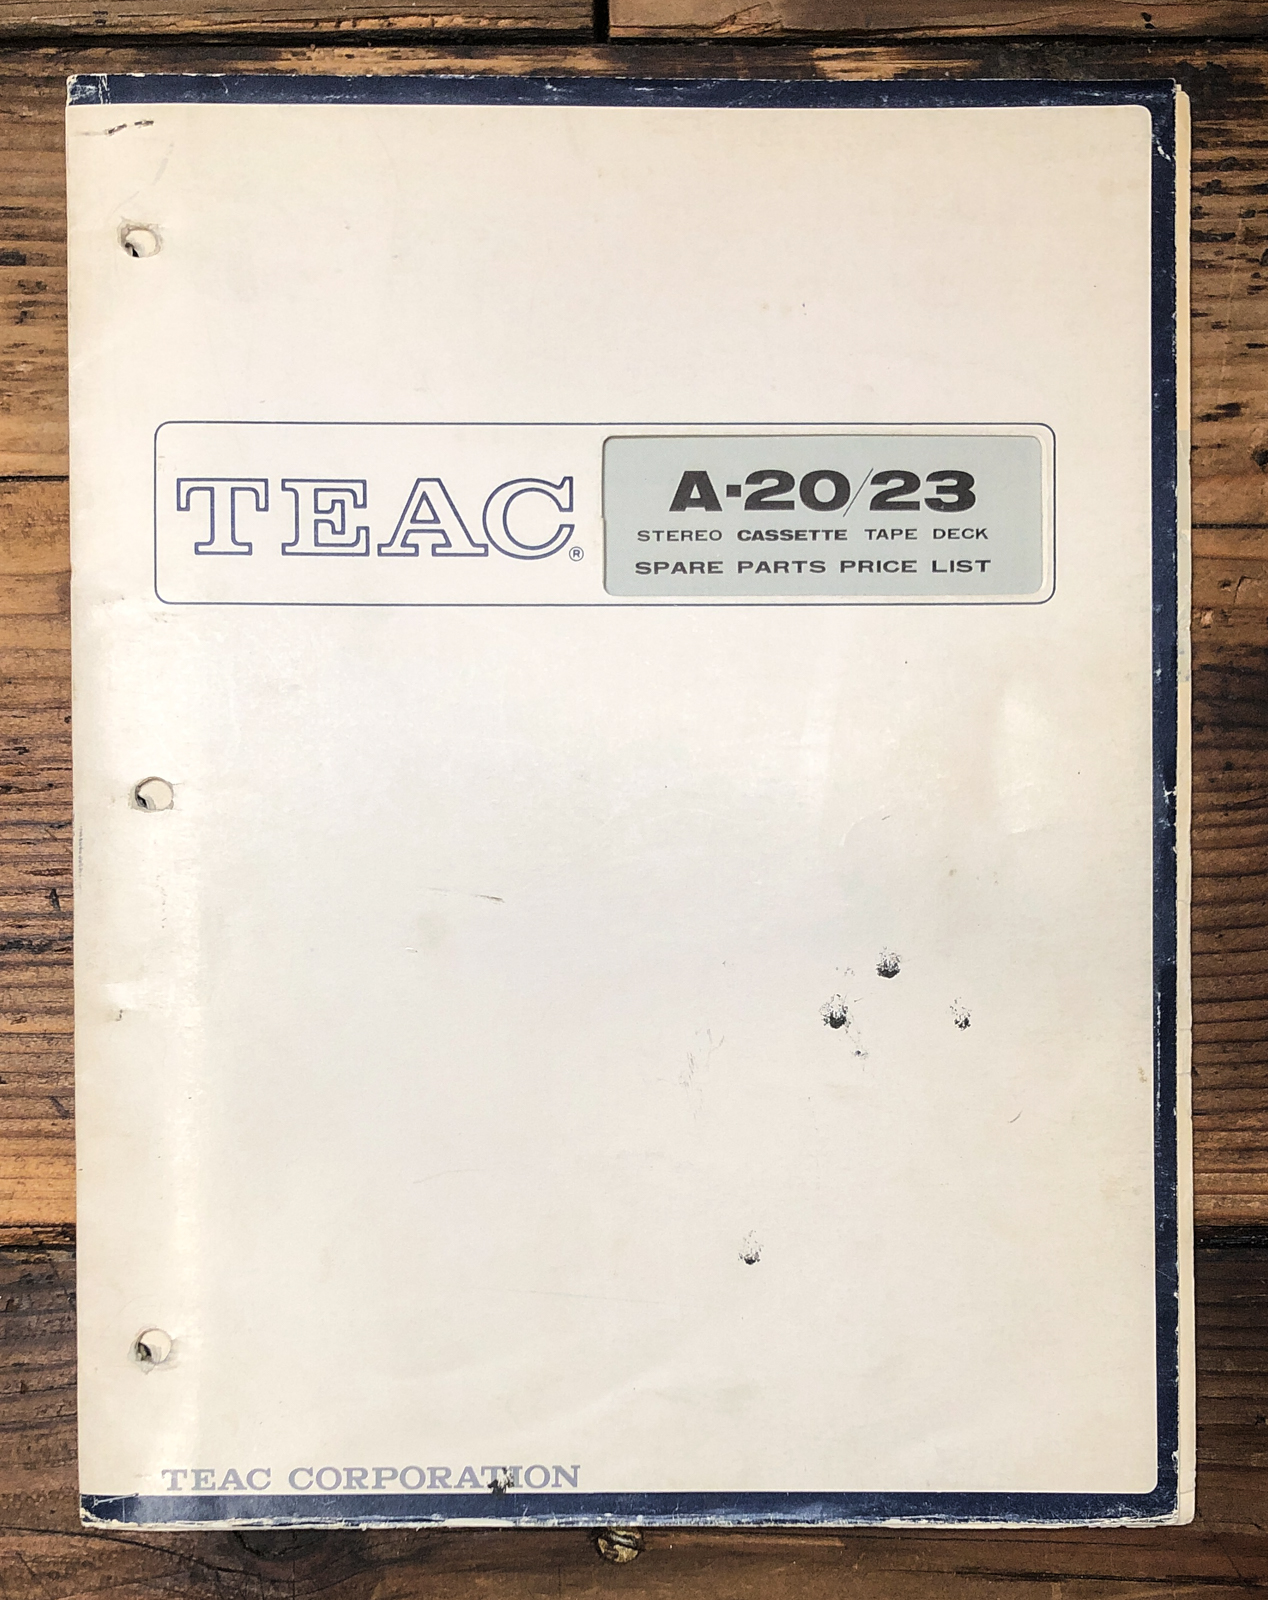 TEAC®
A-20/23
STEREO CASSETTE TAPE DECK
SPARE PARTS PRICE LIST
TEAC CORPORATION